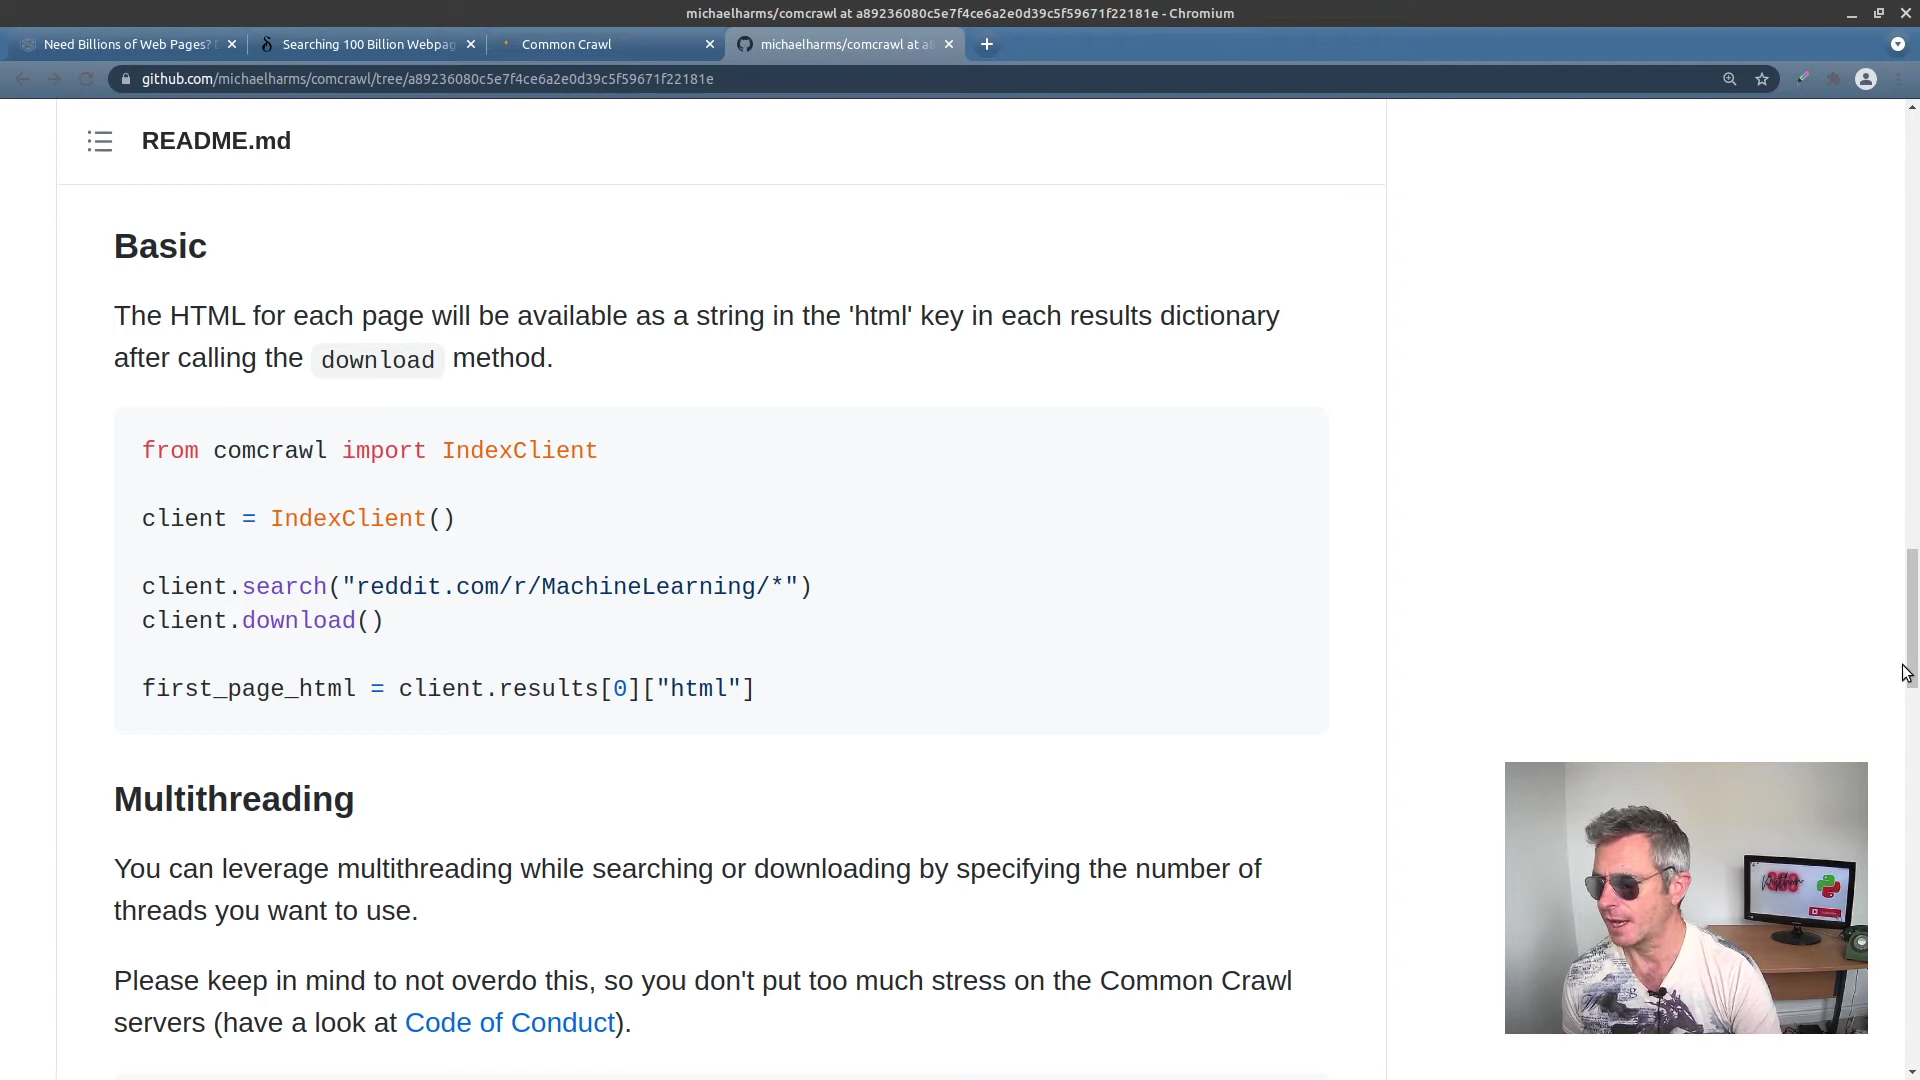 michaelharms/comcrawl at a89236080c5e7f4ce6a2e0d39c5f59671f22181e - Chromium
Need Billions of Web Pages?
Searching 100 Billion Webpag
Common Crawl
michaelharms/comcrawl at a8
github.com/michaelharms/comcrawl/tree/a89236080c5e7f4ce6a2e0d39c5f59671f22181e
README.md
Basic
The HTML for each page will be available as a string in the 'html' key in each results dictionary
after calling the download method.
from comcrawl import IndexClient
client = IndexClient()
client.search("reddit.com/r/MachineLearning/*")
client.download()
first_page_html = client.results[0]["html"]
Multithreading
You can leverage multithreading while searching or downloading by specifying the number of
threads you want to use.
Please keep in mind to not overdo this, so you don't put too much stress on the Common Crawl
servers (have a look at Code of Conduct).